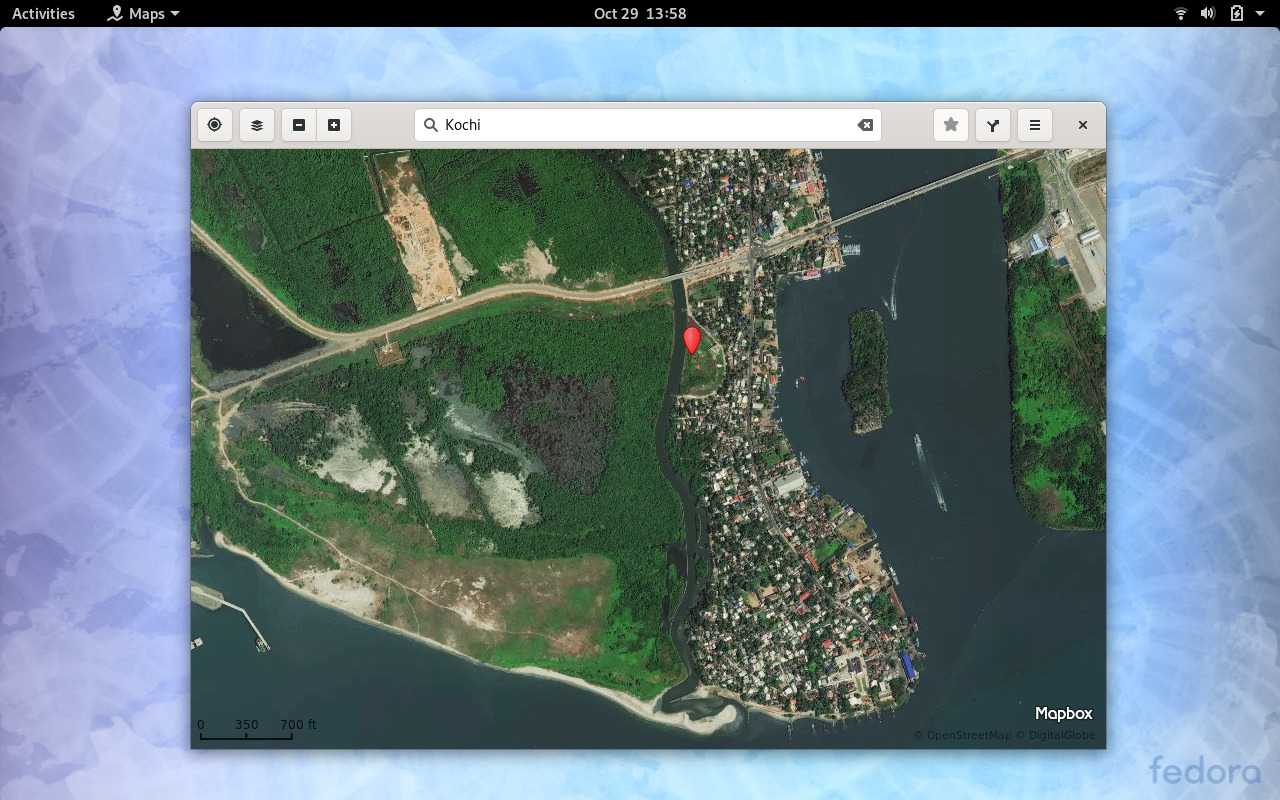 Activities Maps Oct 29 13:58
Kochi
0 350 700 ft
Mapbox
© OpenStreetMap © DigitalGlobe
fedora